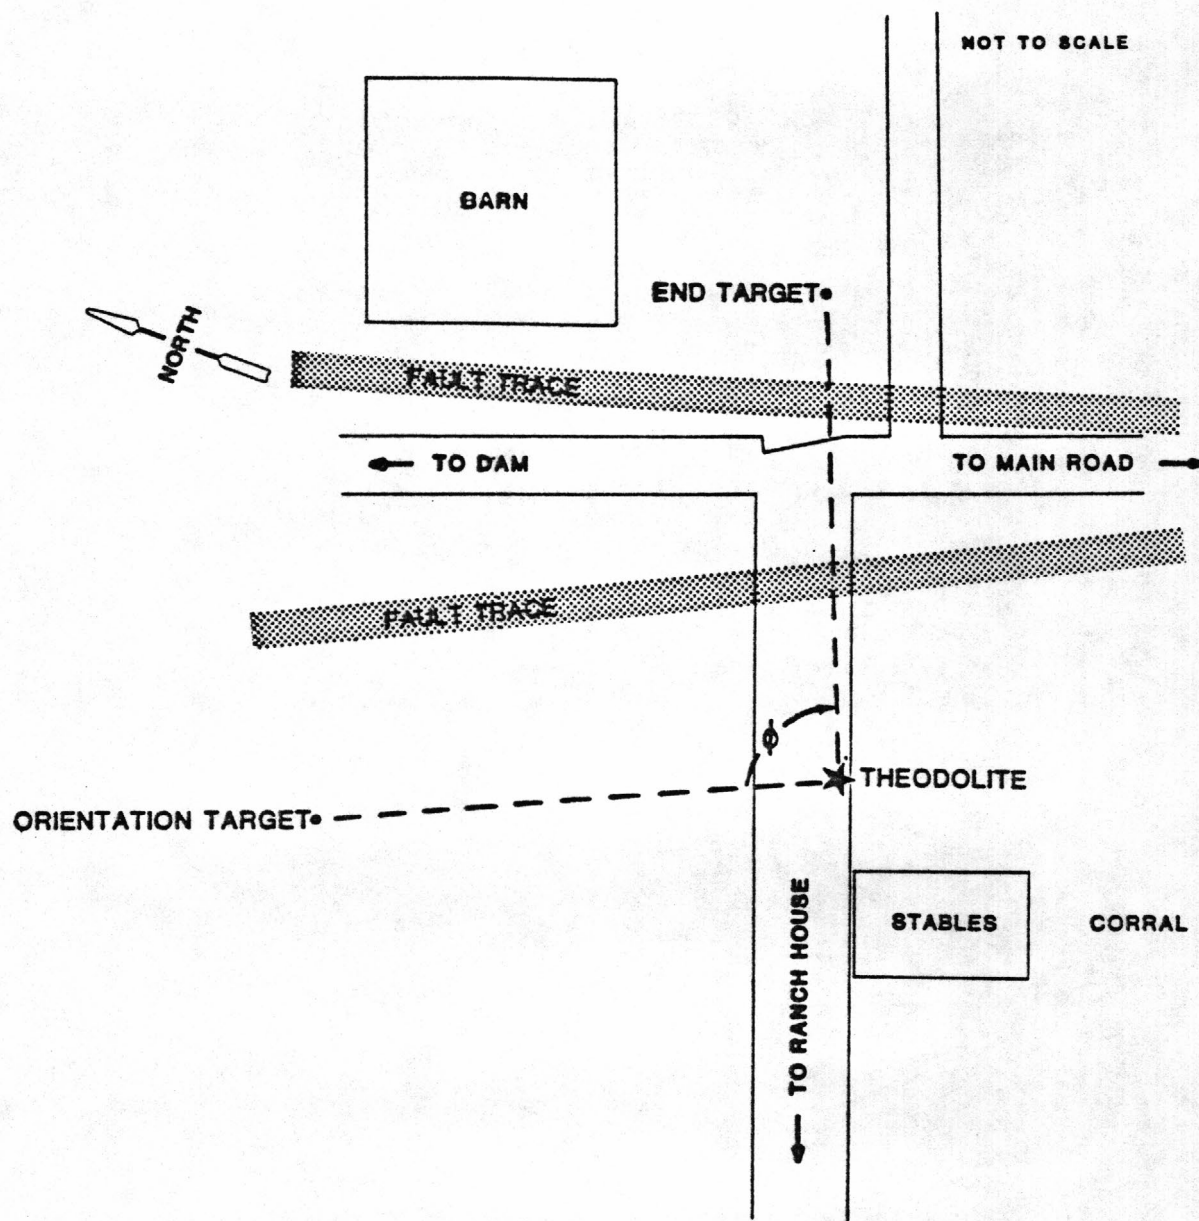 NOT TO SCALE
BARN
END TARGET
NORTH
FAULT TRACE
TO DAM
TO MAIN ROAD
FAULT TRACE
ϕ
THEODOLITE
ORIENTATION TARGET
STABLES
CORRAL
TO RANCH HOUSE